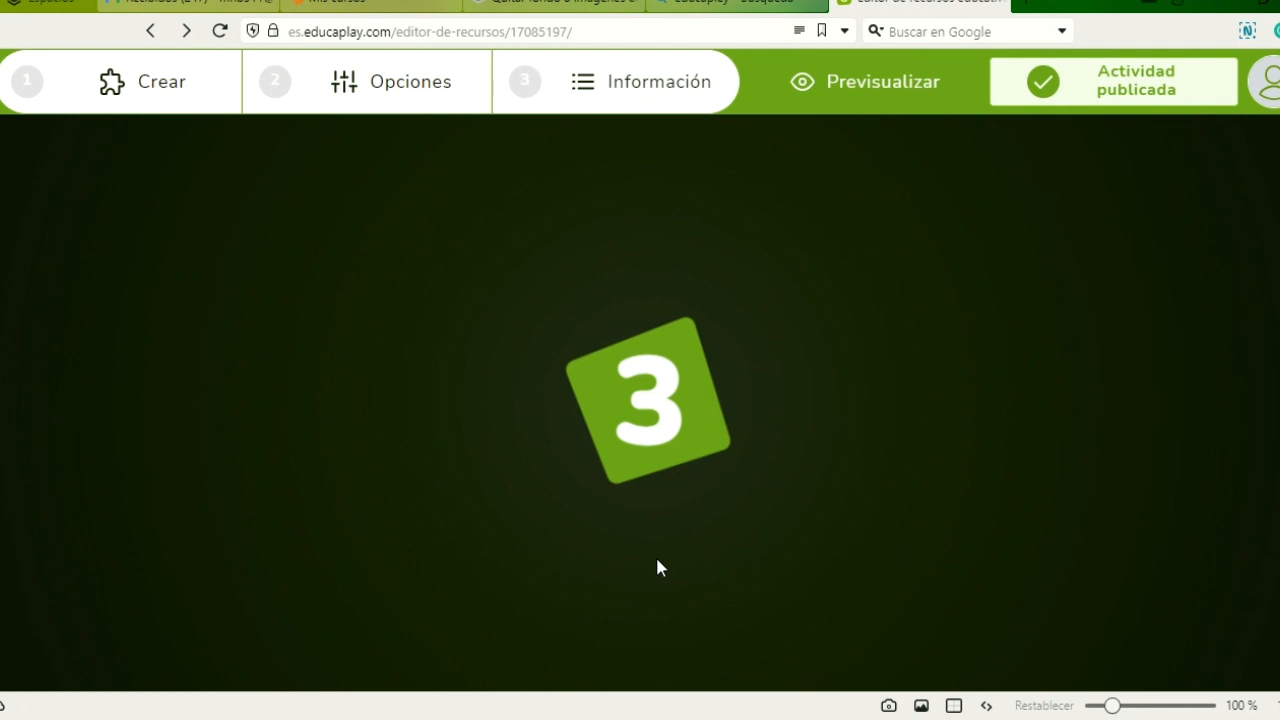 es.educaplay.com/editor-de-recursos/17085197/
Buscar en Google
1 Crear
2 Opciones
3 Información
Previsualizar
Actividad
publicada
3
Restablecer
100 %